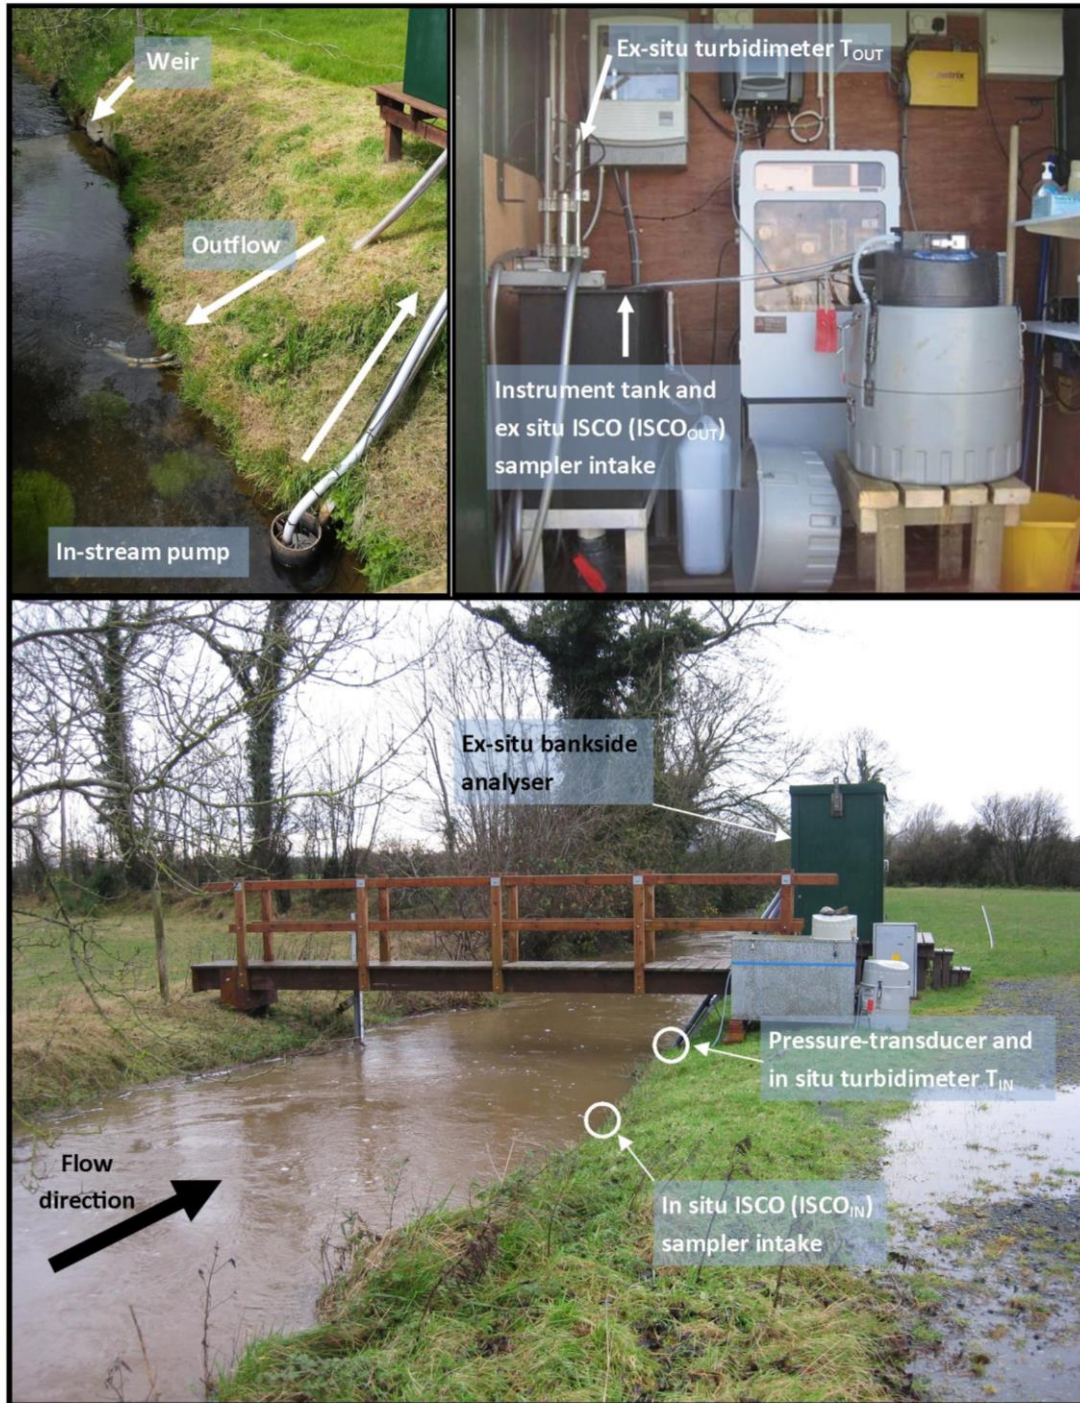 Weir
Outflow
In-stream pump
Ex-situ turbidimeter TOUT
Instrument tank and
ex situ ISCO (ISCOOUT)
sampler intake
Ex-situ bankside
analyser
Pressure-transducer and
in situ turbidimeter TIN
Flow
direction
In situ ISCO (ISCOIN)
sampler intake